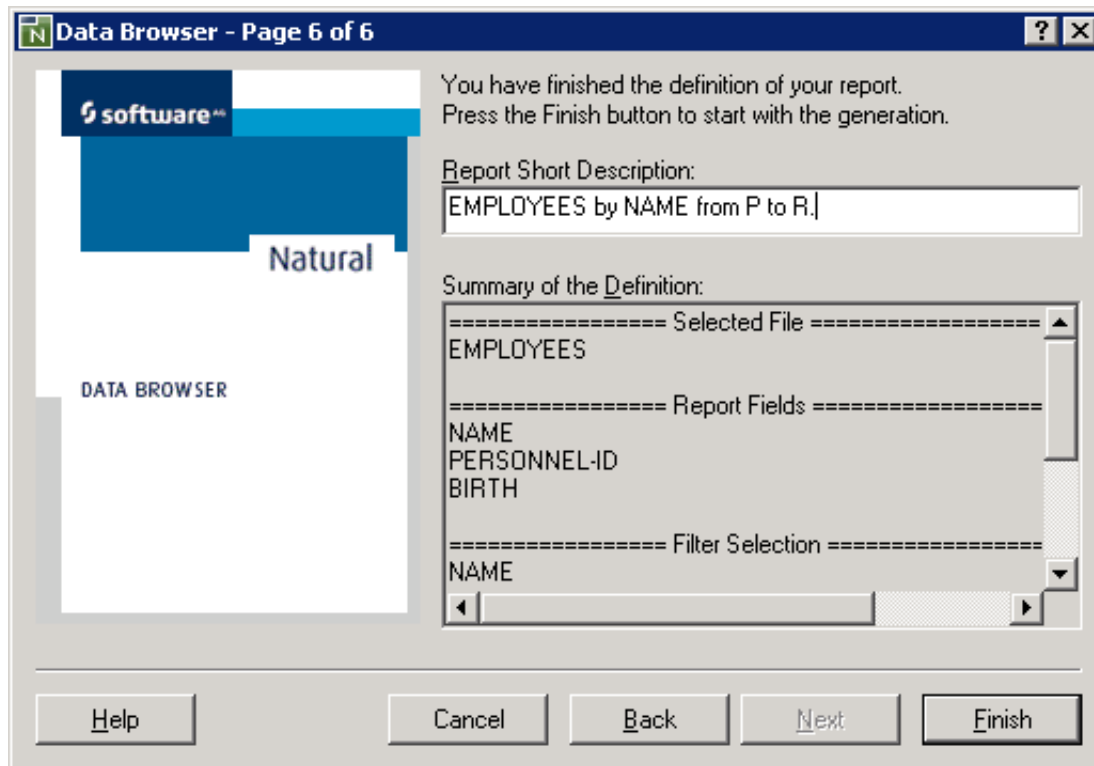 Data Browser - Page 6 of 6
software AG
Natural
DATA BROWSER
You have finished the definition of your report.
Press the Finish button to start with the generation.
Report Short Description:
EMPLOYEES by NAME from P to R.
Summary of the Definition:
================= Selected File ==================
EMPLOYEES
================= Report Fields ==================
NAME
PERSONNEL-ID
BIRTH
================= Filter Selection =================
NAME
Help
Cancel
Back
Next
Finish